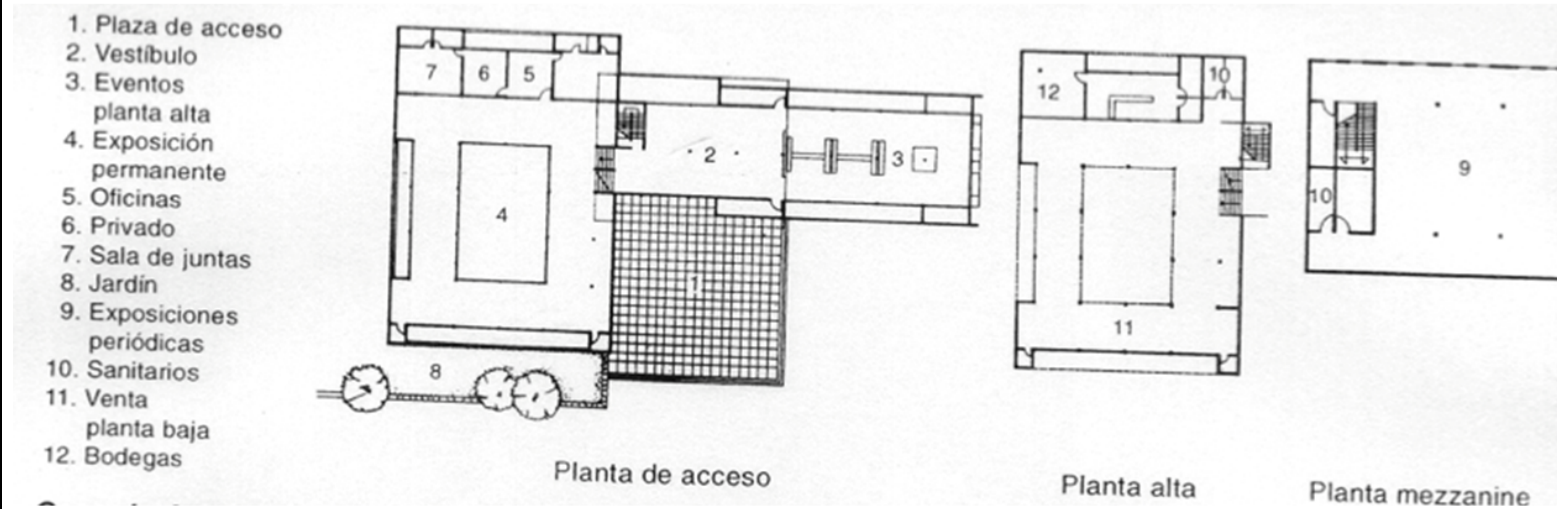 1. Plaza de acceso
2. Vestíbulo
3. Eventos
planta alta
4. Exposición
permanente
5. Oficinas
6. Privado
7. Sala de juntas
8. Jardín
9. Exposiciones
periódicas
10. Sanitarios
11. Venta
planta baja
12. Bodegas
7 6 5
2
3
4
1
8
Planta de acceso
12
10
11
Planta alta
9
10
Planta mezzanine